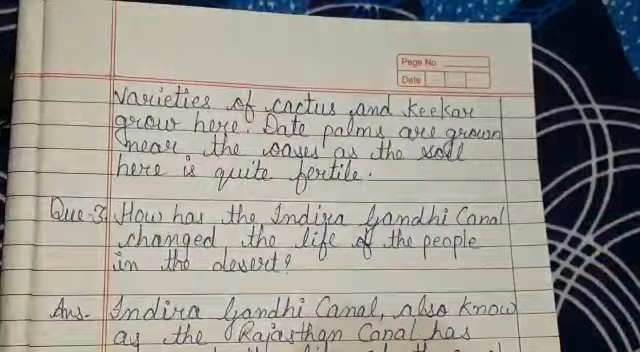 Page No
Date
Varieties of cactus and Keekar
grow here. Date palms are grown
near the oases as the soil
here is quite fertile.
Que-3 How has the Indira Gandhi Canal
changed the life of the people
in the desert?
Ans- Indira Gandhi Canal, also know
as the Rajasthan Canal has